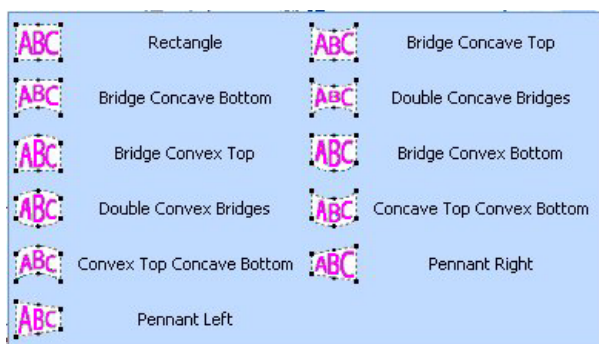 ABC Rectangle ABC Bridge Concave Top
ABC Bridge Concave Bottom ABC Double Concave Bridges
ABC Bridge Convex Top ABC Bridge Convex Bottom
ABC Double Convex Bridges ABC Concave Top Convex Bottom
ABC Convex Top Concave Bottom ABC Pennant Right
ABC Pennant Left